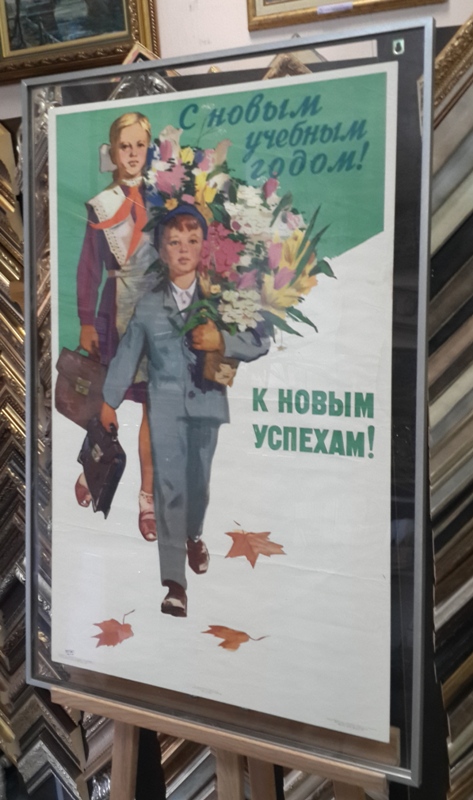 С новым
учебным
годом!
К НОВЫМ
УСПЕХАМ!